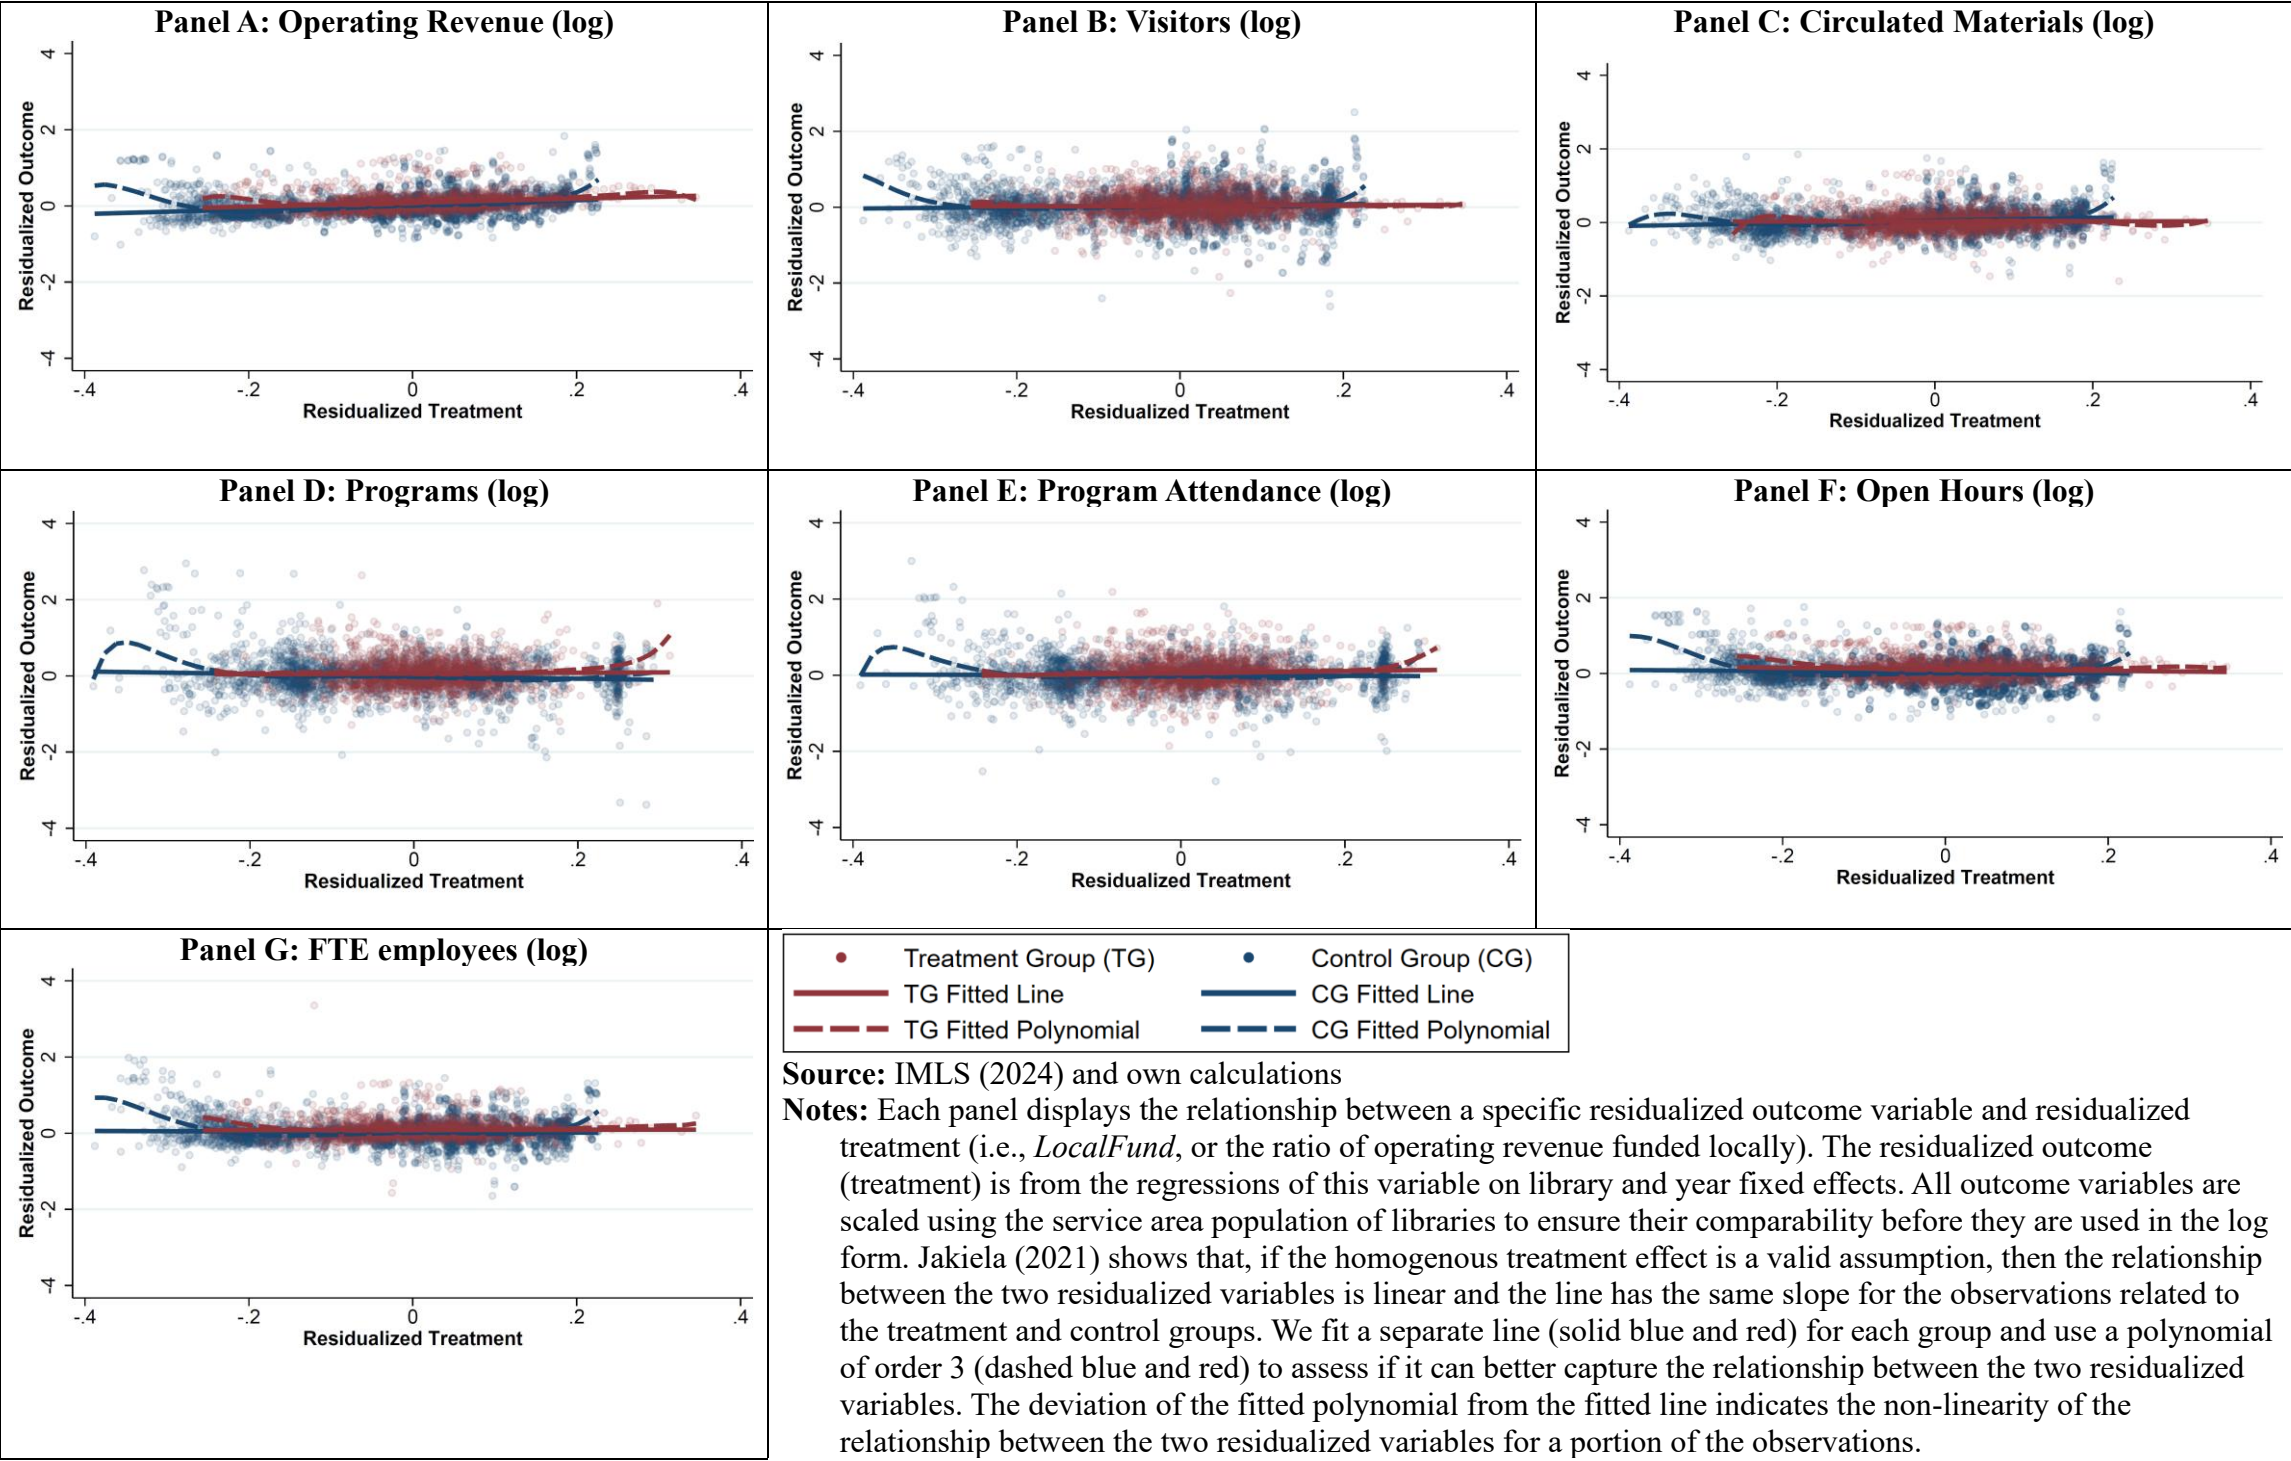 Panel A: Operating Revenue (log)
Residualized Outcome
4
2
0
-2
-4
-.4
-.2
0
.2
.4
Residualized Treatment
Panel B: Visitors (log)
Residualized Outcome
4
2
0
-2
-4
-.4
-.2
0
.2
.4
Residualized Treatment
Panel C: Circulated Materials (log)
Residualized Outcome
4
2
0
-2
-4
-.4
-.2
0
.2
.4
Residualized Treatment
Panel D: Programs (log)
Residualized Outcome
4
2
0
-2
-4
-.4
-.2
0
.2
.4
Residualized Treatment
Panel E: Program Attendance (log)
Residualized Outcome
4
2
0
-2
-4
-.4
-.2
0
.2
.4
Residualized Treatment
Panel F: Open Hours (log)
Residualized Outcome
4
2
0
-2
-4
-.4
-.2
0
.2
.4
Residualized Treatment
Panel G: FTE employees (log)
Residualized Outcome
4
2
0
-2
-4
-.4
-.2
0
.2
.4
Residualized Treatment
Treatment Group (TG)
Control Group (CG)
TG Fitted Line
CG Fitted Line
TG Fitted Polynomial
CG Fitted Polynomial
Source: IMLS (2024) and own calculations
Notes: Each panel displays the relationship between a specific residualized outcome variable and residualized
treatment (i.e., LocalFund, or the ratio of operating revenue funded locally). The residualized outcome
(treatment) is from the regressions of this variable on library and year fixed effects. All outcome variables are
scaled using the service area population of libraries to ensure their comparability before they are used in the log
form. Jakiela (2021) shows that, if the homogenous treatment effect is a valid assumption, then the relationship
between the two residualized variables is linear and the line has the same slope for the observations related to
the treatment and control groups. We fit a separate line (solid blue and red) for each group and use a polynomial
of order 3 (dashed blue and red) to assess if it can better capture the relationship between the two residualized
variables. The deviation of the fitted polynomial from the fitted line indicates the non-linearity of the
relationship between the two residualized variables for a portion of the observations.